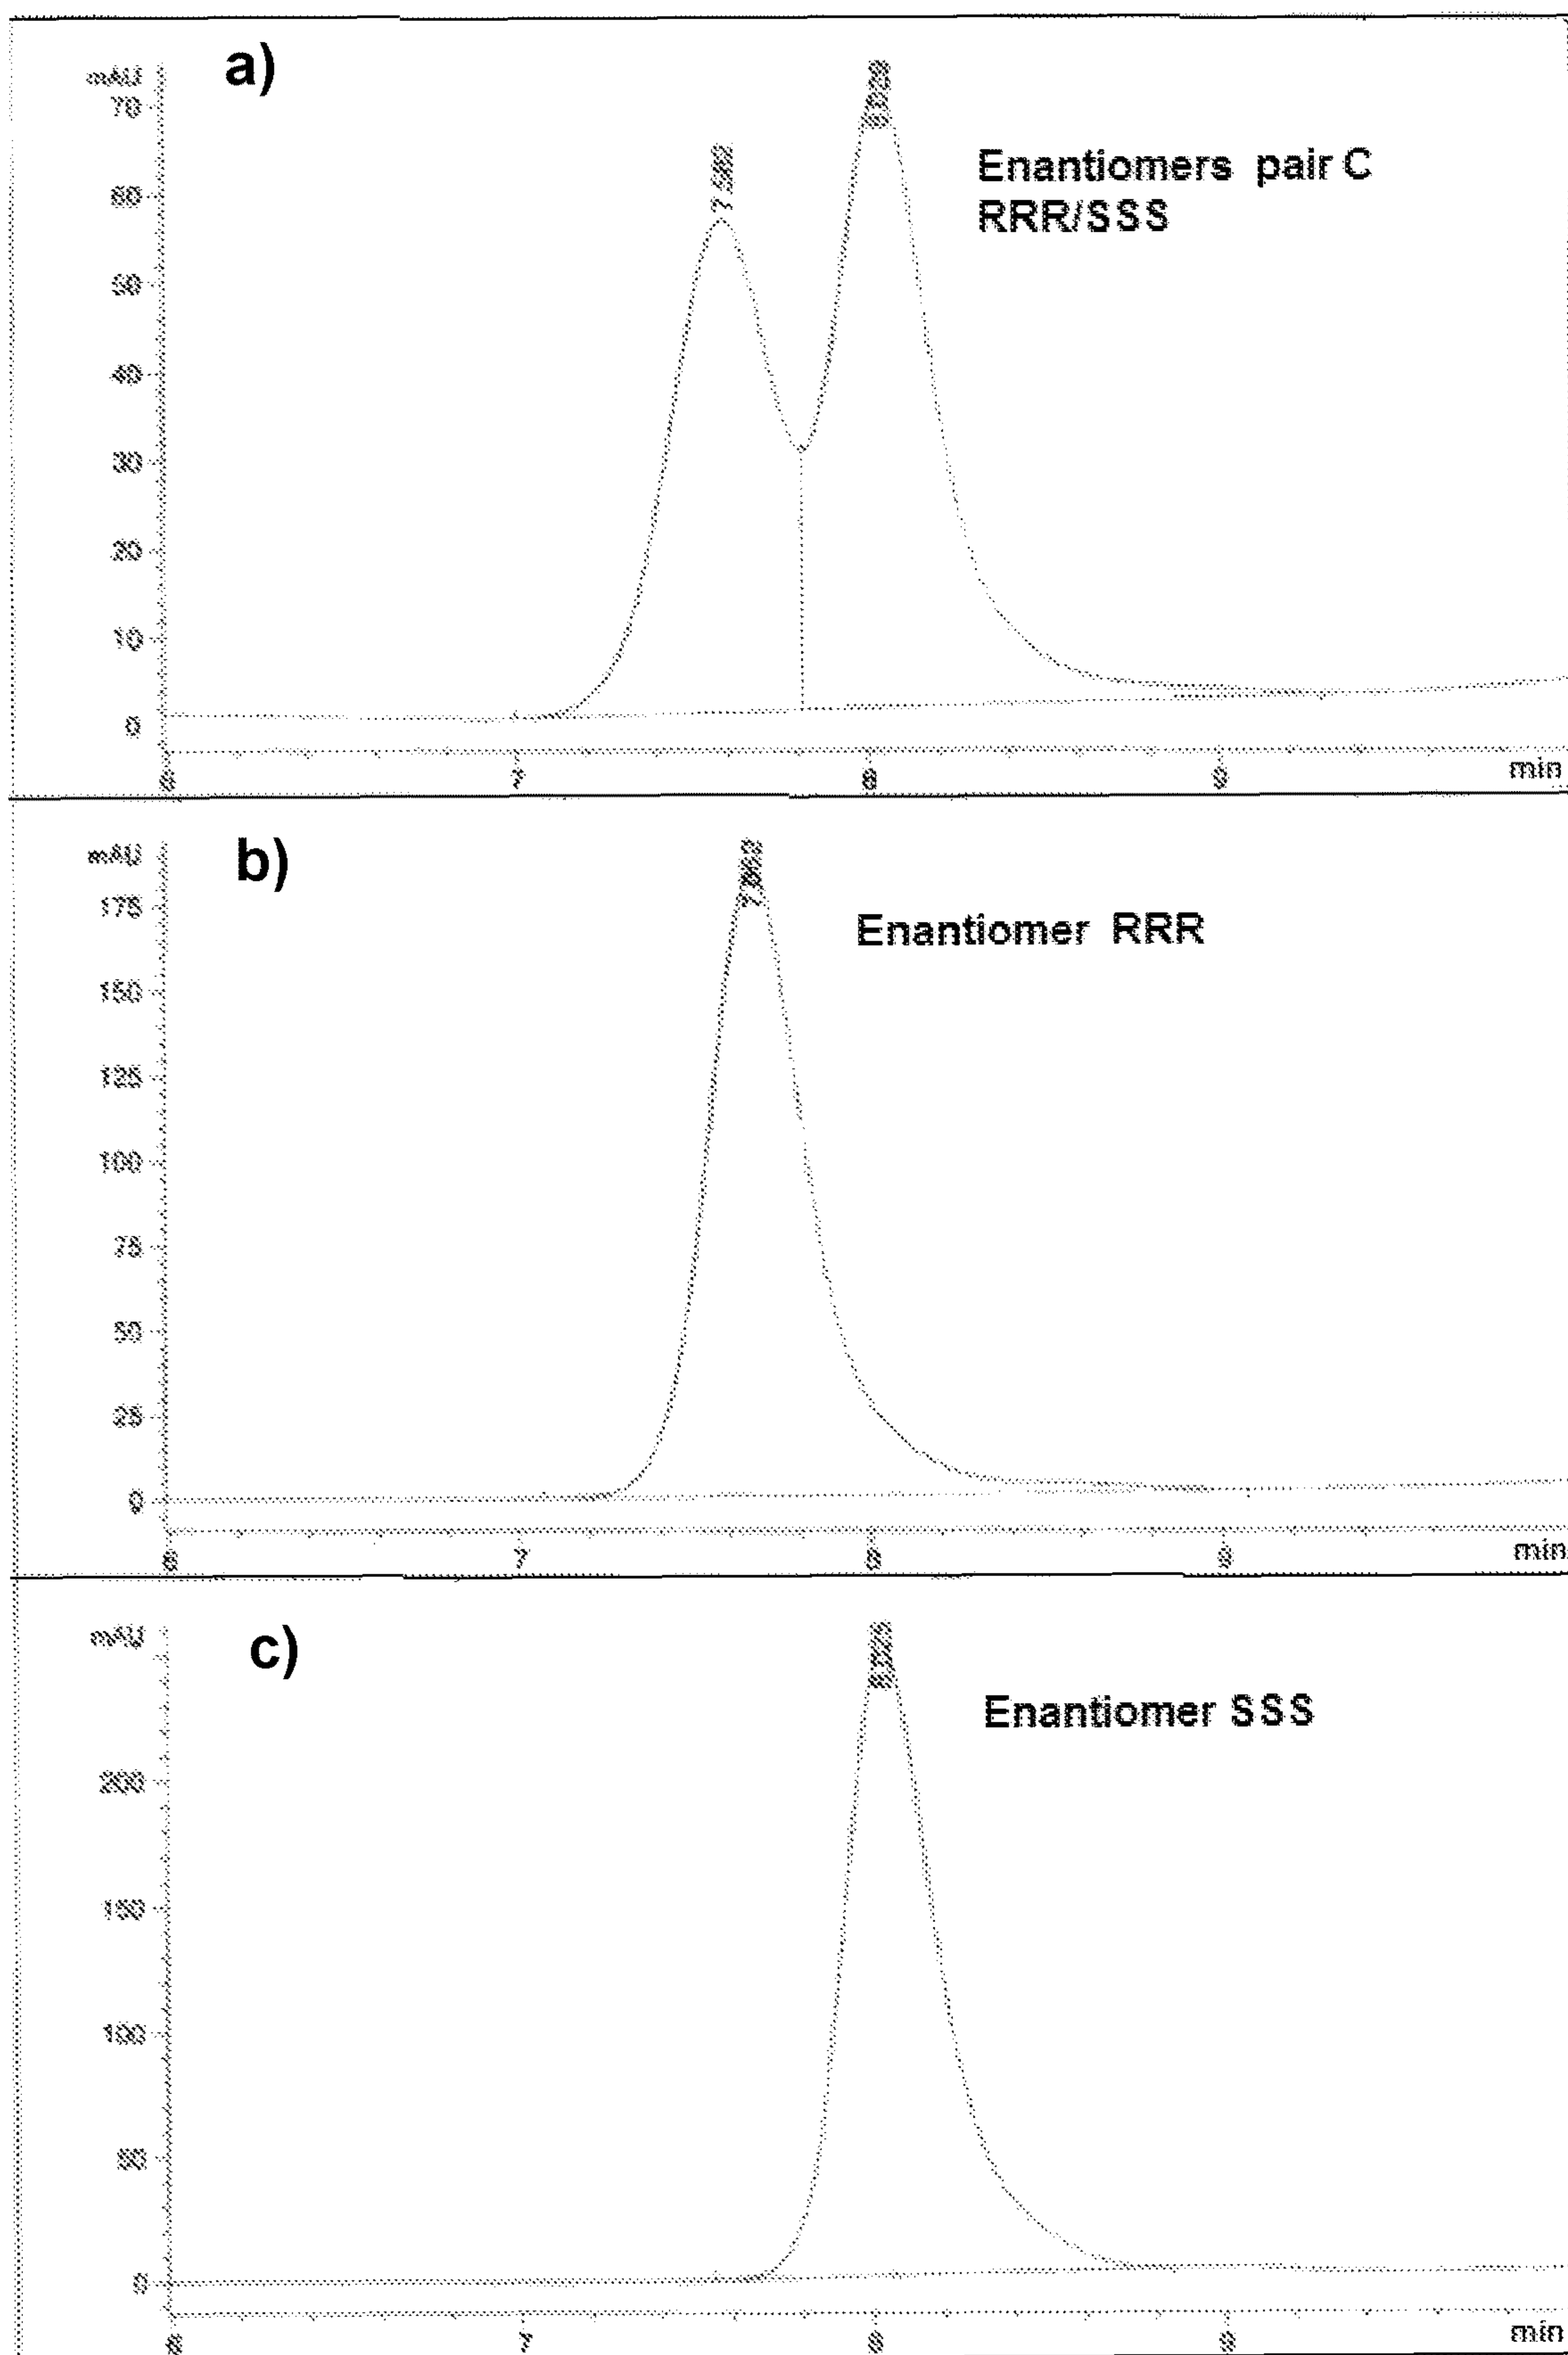 a)
mAU
70
60
50
40
30
20
10
0
Enantiomers pair C
RRR/SSS
6
7
8
9
min
b)
mAU
175
150
125
100
75
50
25
0
Enantiomer RRR
6
7
8
9
min
c)
mAU
200
150
100
50
0
Enantiomer SSS
6
7
8
9
min